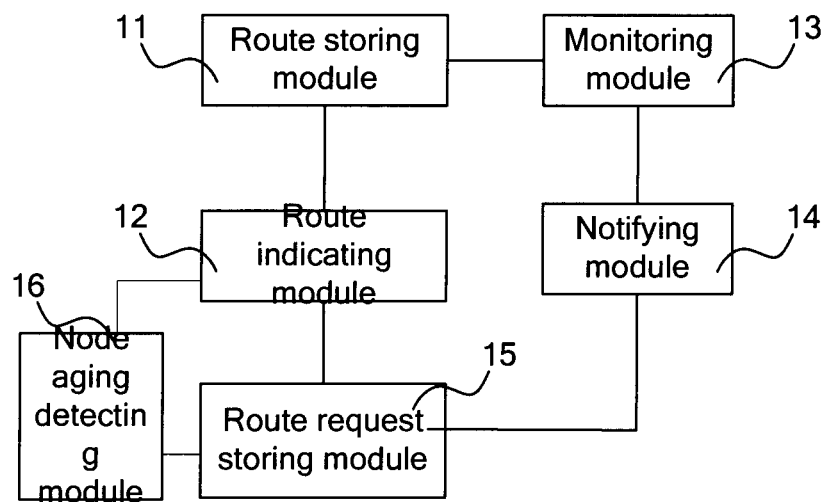 11
Route storing
module
Monitoring
module
13
12
Route
indicating
module
Notifying
module
14
16
Node
aging
detectin
g
module
15
Route request
storing module